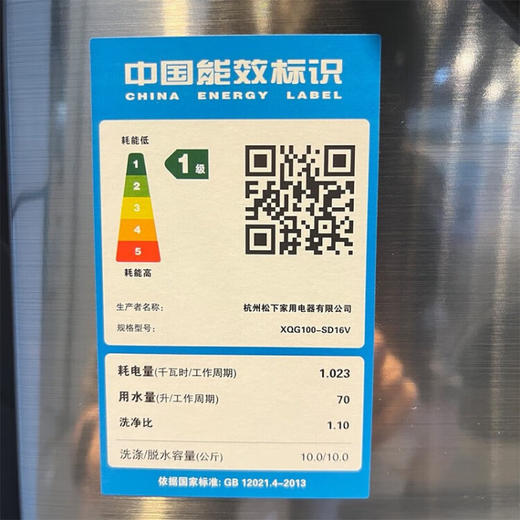 中国能效标识
CHINA ENERGY LABEL
耗能低
1
1级
2
3
4
5
耗能高
生产者名称: 杭州松下家用电器有限公司
规格型号: XQG100-SD16V
耗电量(千瓦时/工作周期) 1.023
用水量(升/工作周期) 70
洗净比 1.10
洗涤/脱水容量(公斤) 10.0/10.0
依据国家标准: GB 12021.4-2013